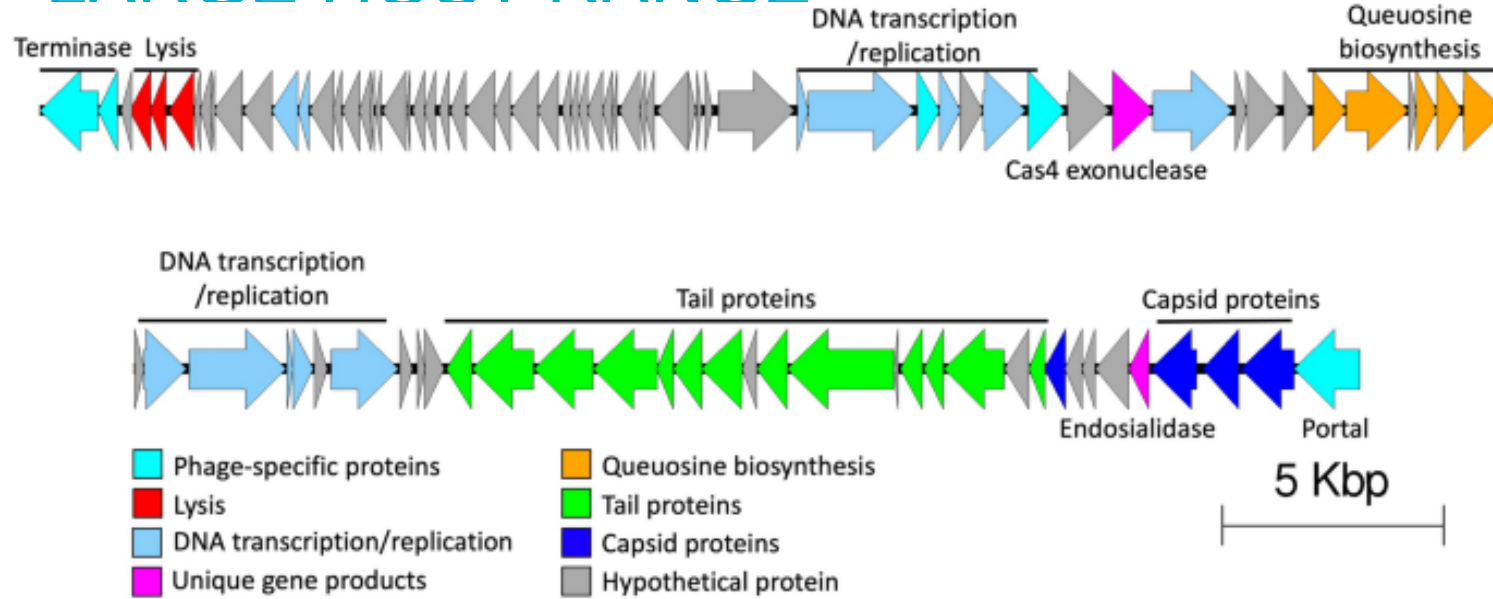 DNA transcription
/replication
Queuosine
biosynthesis
Terminase Lysis
Cas4 exonuclease
DNA transcription
/replication
Tail proteins
Capsid proteins
Endosialidase
Portal
5 Kbp
Phage-specific proteins
Lysis
DNA transcription/replication
Unique gene products
Queuosine biosynthesis
Tail proteins
Capsid proteins
Hypothetical protein